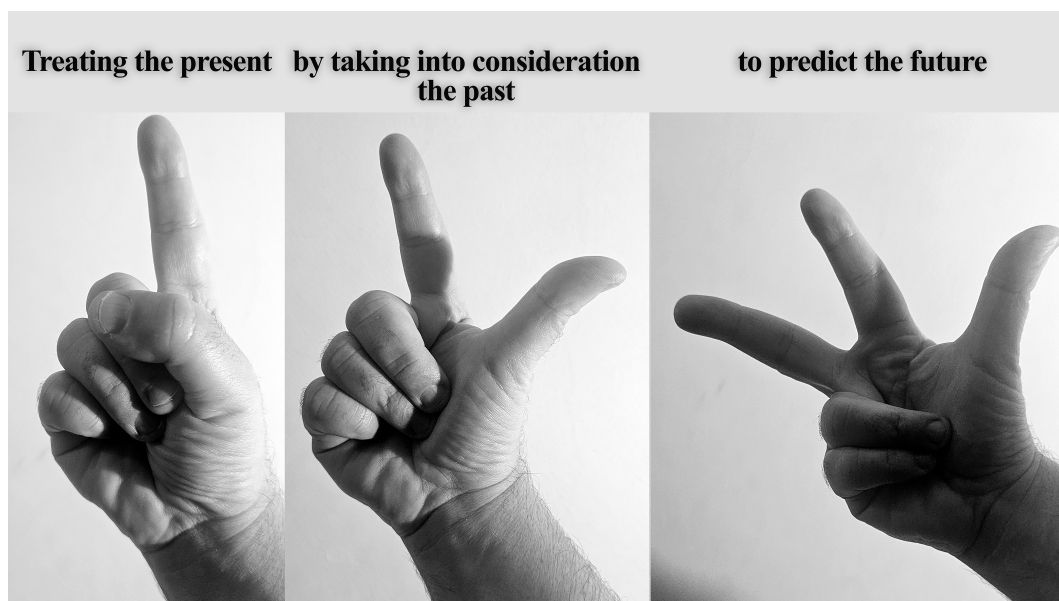 Treating the present
by taking into consideration
the past
to predict the future